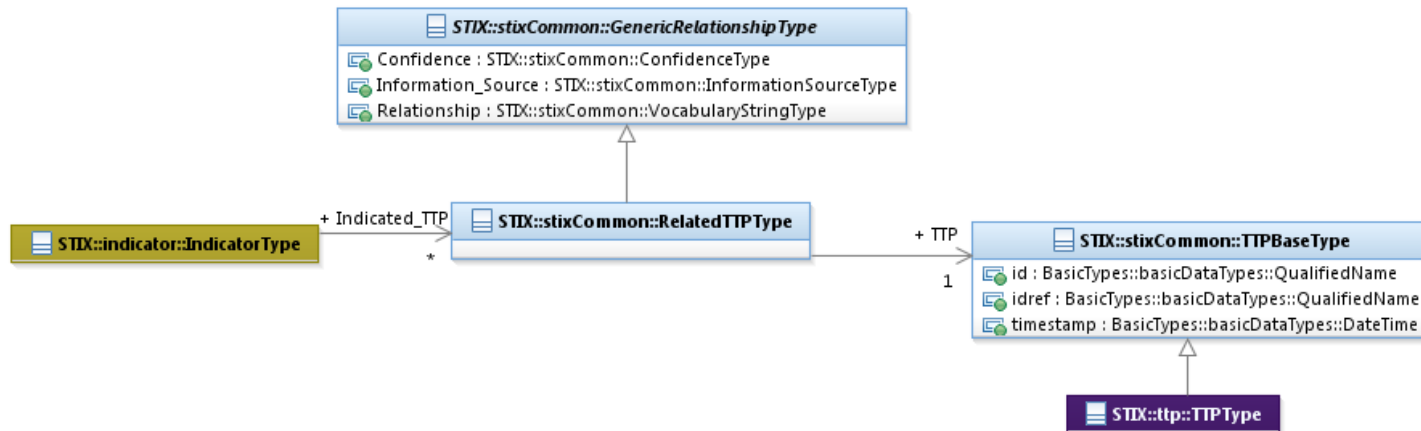 STIX::stixCommon::GenericRelationshipType
Confidence : STIX::stixCommon::ConfidenceType
Information_Source : STIX::stixCommon::InformationSourceType
Relationship : STIX::stixCommon::VocabularyStringType
+ Indicated_TTP
STIX::stixCommon::RelatedTTPType
STIX::indicator::IndicatorType
*
+ TTP
1
STIX::stixCommon::TTPBaseType
id : BasicTypes::basicDataTypes::QualifiedName
idref : BasicTypes::basicDataTypes::QualifiedName
timestamp : BasicTypes::basicDataTypes::DateTime
STIX::ttp::TTPType